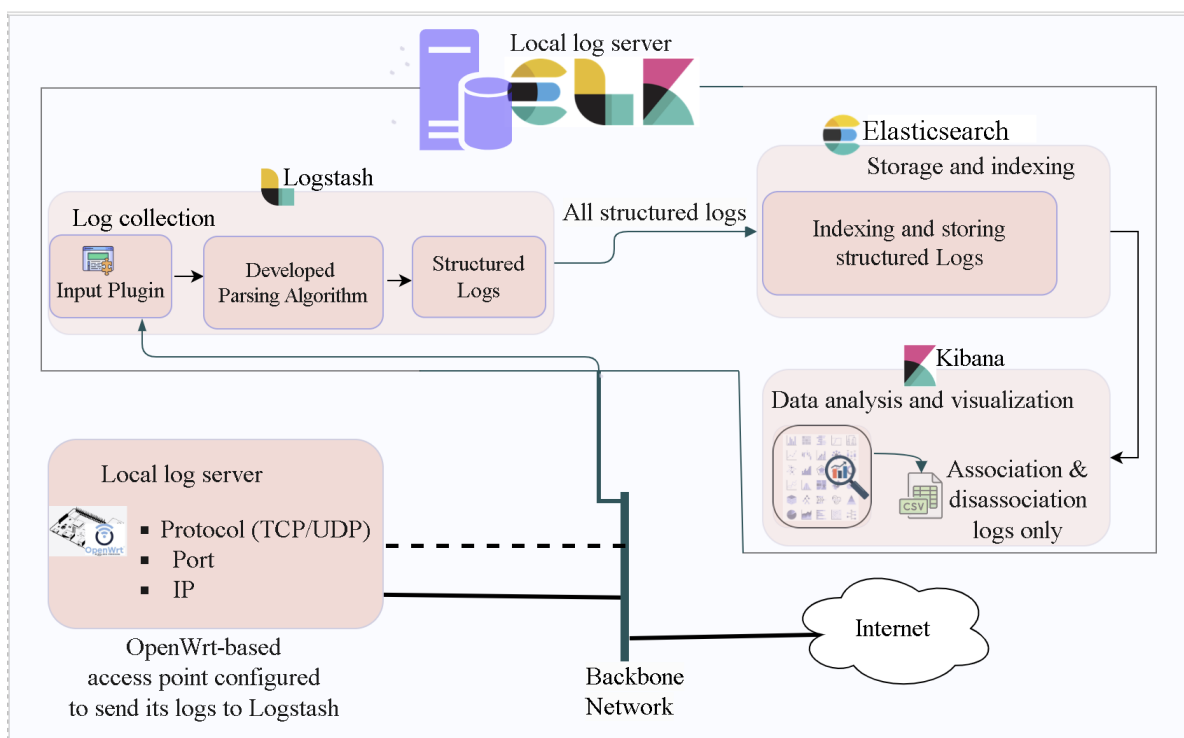 Local log server
ELK
Elasticsearch
Storage and indexing
Logstash
Log collection
All structured logs
Input Plugin
Developed
Parsing Algorithm
Structured
Logs
Indexing and storing
structured Logs
Kibana
Data analysis and visualization
CSV
Association &
disassociation
logs only
Local log server
OpenWrt
▪ Protocol (TCP/UDP)
▪ Port
▪ IP
OpenWrt-based
access point configured
to send its logs to Logstash
Backbone
Network
Internet